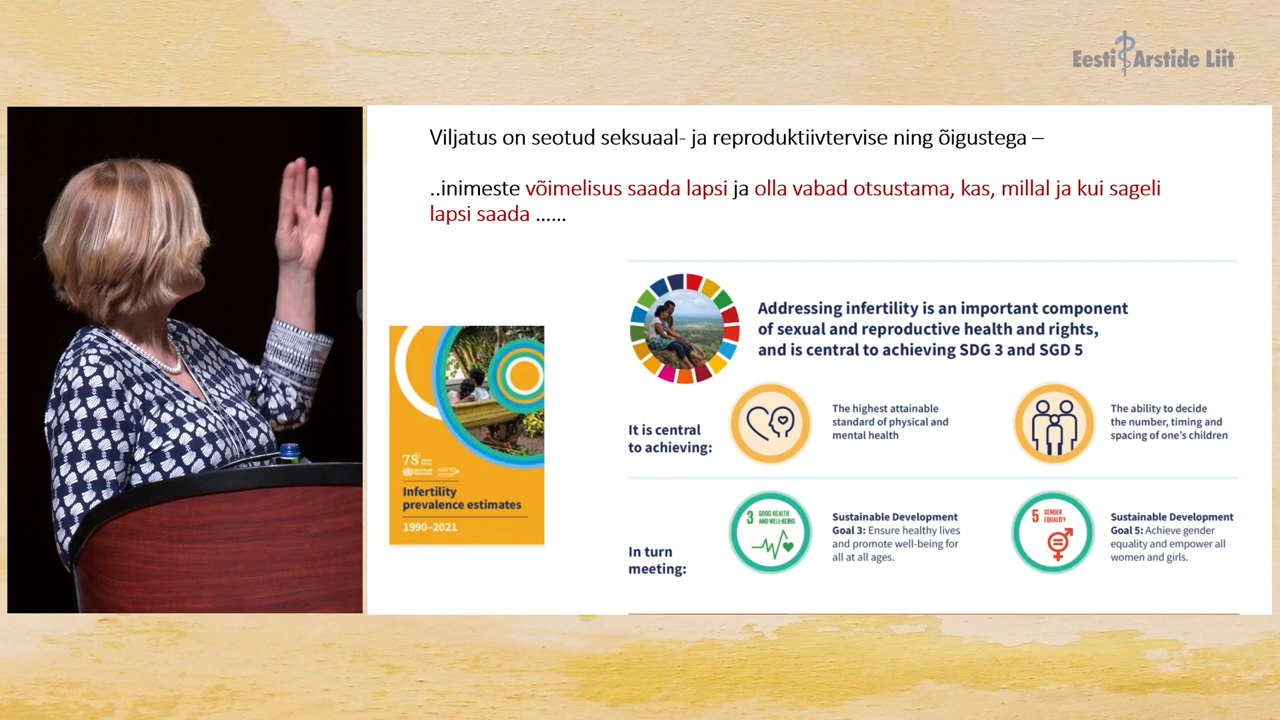 Eesti Arstide Liit
Viljatus on seotud seksuaal- ja reproduktiivtervise ning õigustega –
..inimeste võimelisus saada lapsi ja olla vabad otsustama, kas, millal ja kui sageli
lapsi saada ......
Addressing infertility is an important component
of sexual and reproductive health and rights,
and is central to achieving SDG 3 and SGD 5
It is central
to achieving:
The highest attainable
standard of physical and
mental health
The ability to decide
the number, timing and
spacing of one's children
75
Infertility
prevalence estimates
1990–2021
In turn
meeting:
3 GOOD HEALTH
AND WELL-BEING
Sustainable Development
Goal 3: Ensure healthy lives
and promote well-being for
all at all ages.
5 GENDER
EQUALITY
Sustainable Development
Goal 5: Achieve gender
equality and empower all
women and girls.